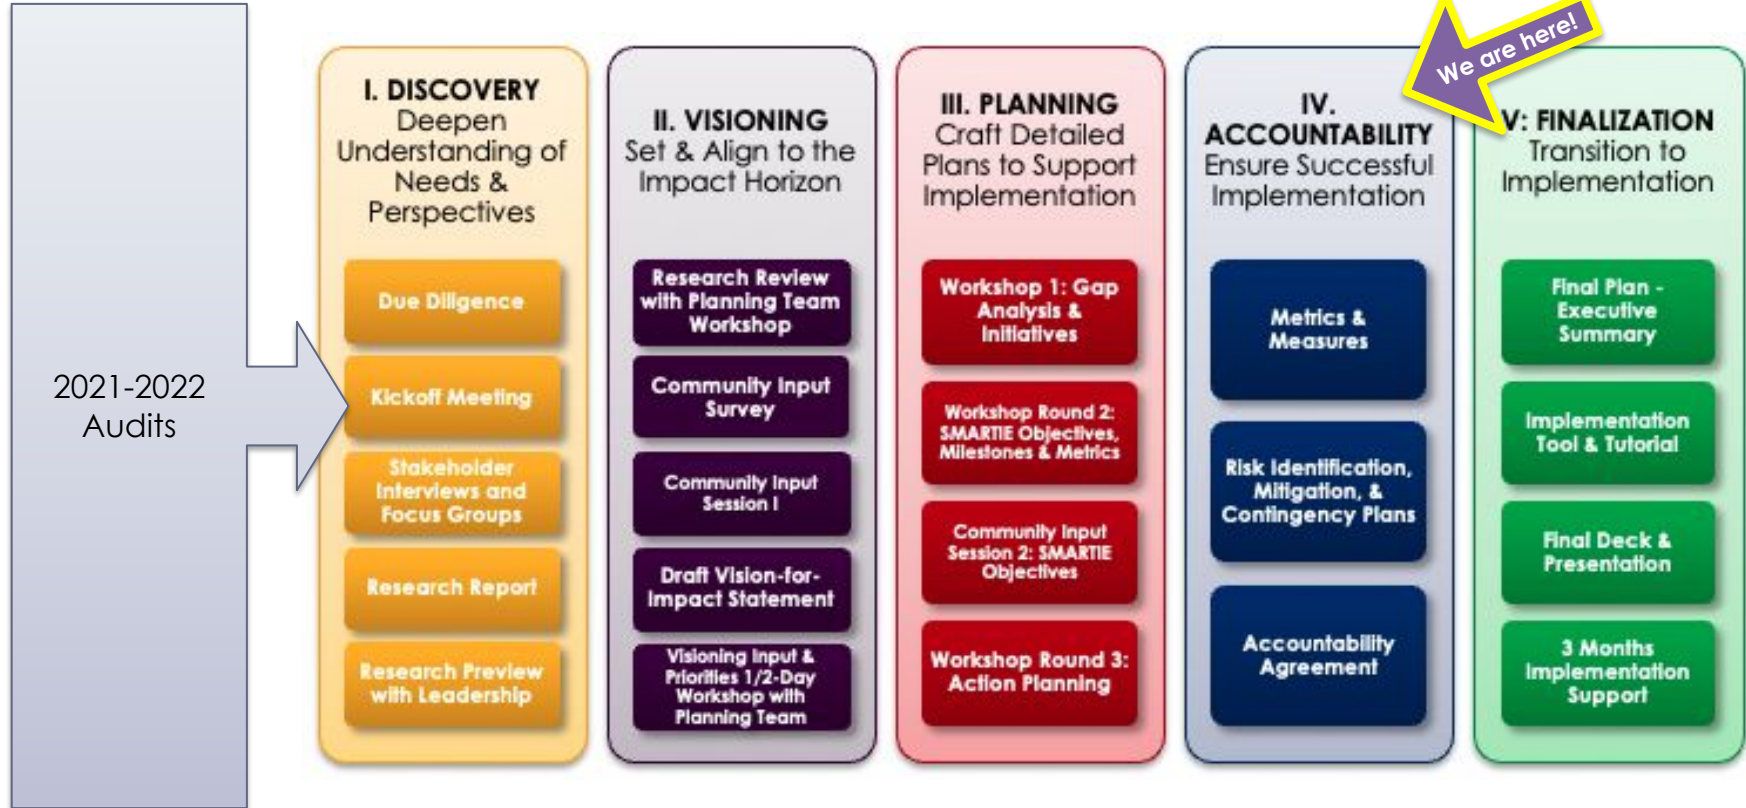 2021-2022
Audits
I. DISCOVERY
Deepen
Understanding of
Needs &
Perspectives
Due Diligence
Kickoff Meeting
Stakeholder
Interviews and
Focus Groups
Research Report
Research Preview
with Leadership
II. VISIONING
Set & Align to the
Impact Horizon
Research Review
with Planning Team
Workshop
Community Input
Survey
Community Input
Session I
Draft Vision-for-
Impact Statement
Visioning Input &
Priorities 1/2-Day
Workshop with
Planning Team
III. PLANNING
Craft Detailed
Plans to Support
Implementation
Workshop 1: Gap
Analysis &
Initiatives
Workshop Round 2:
SMARTIE Objectives,
Milestones & Metrics
Community Input
Session 2: SMARTIE
Objectives
Workshop Round 3:
Action Planning
IV.
ACCOUNTABILITY
Ensure Successful
Implementation
Metrics &
Measures
Risk Identification,
Mitigation, &
Contingency Plans
Accountability
Agreement
We are here!
V: FINALIZATION
Transition to
Implementation
Final Plan -
Executive
Summary
Implementation
Tool & Tutorial
Final Deck &
Presentation
3 Months
Implementation
Support